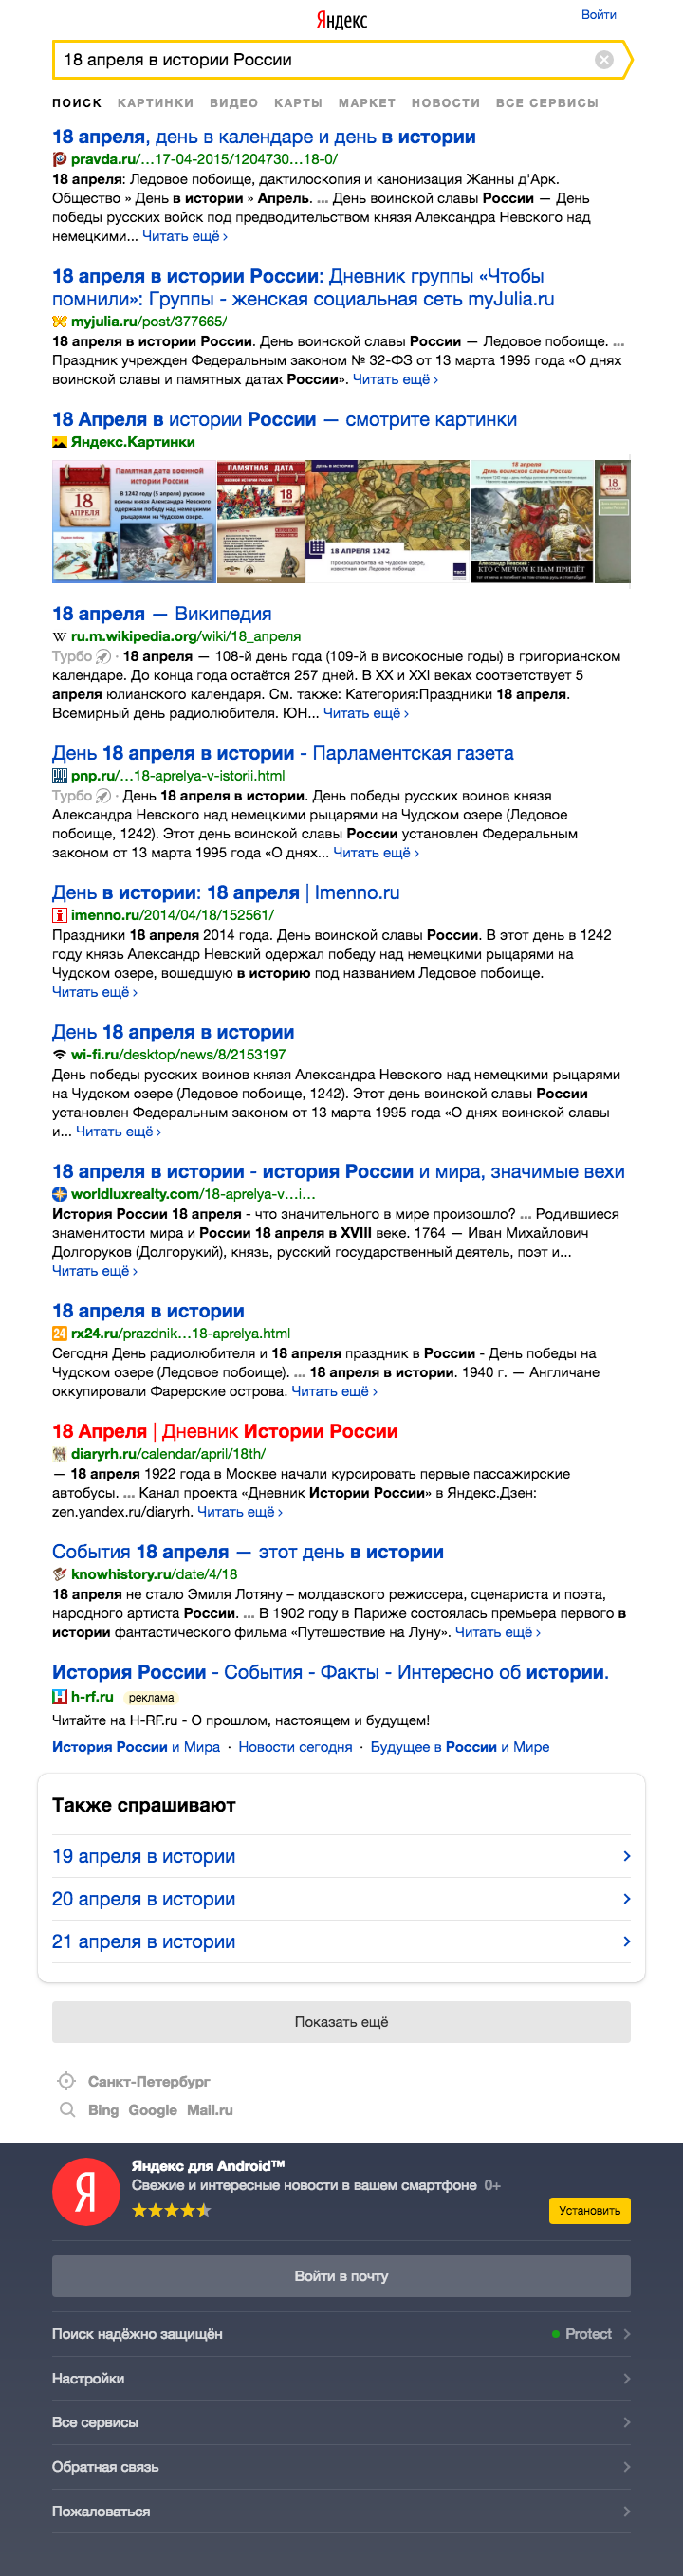 Яндекс
Войти
18 апреля в истории России
ПОИСК КАРТИНКИ ВИДЕО КАРТЫ МАРКЕТ НОВОСТИ ВСЕ СЕРВИСЫ
18 апреля, день в календаре и день в истории
pravda.ru/…17-04-2015/1204730…18-0/
18 апреля: Ледовое побоище, дактилоскопия и канонизация Жанны д'Арк.
Общество » День в истории » Апрель. ... День воинской славы России — День
победы русских войск под предводительством князя Александра Невского над
немецкими... Читать ещё ›
18 апреля в истории России: Дневник группы «Чтобы
помнили»: Группы - женская социальная сеть myJulia.ru
myjulia.ru/post/377665/
18 апреля в истории России. День воинской славы России — Ледовое побоище. ...
Праздник учрежден Федеральным законом № 32-ФЗ от 13 марта 1995 года «О днях
воинской славы и памятных датах России». Читать ещё ›
18 Апреля в истории России — смотрите картинки
Яндекс.Картинки
18
АПРЕЛЯ
Памятная дата военной
истории России
В 1242 году (5 апреля) русские
воины князя Александра Невского
одержали победу над немецкими
рыцарями на Чудском озере.
ПАМЯТНАЯ ДАТА
18
ДЕНЬ В ИСТОРИИ
18 АПРЕЛЯ 1242
Произошла битва на Чудском озере,
известная как Ледовое побоище
ТАСС
18 апреля
День воинской славы России
Александр Невский
КТО С МЕЧОМ К НАМ ПРИДЁТ
18
18 апреля — Википедия
ru.m.wikipedia.org/wiki/18_апреля
Турбо · 18 апреля — 108-й день года (109-й в високосные годы) в григорианском
календаре. До конца года остаётся 257 дней. В XX и XXI веках соответствует 5
апреля юлианского календаря. См. также: Категория:Праздники 18 апреля.
Всемирный день радиолюбителя. ЮН... Читать ещё ›
День 18 апреля в истории - Парламентская газета
pnp.ru/…18-aprelya-v-istorii.html
Турбо · День 18 апреля в истории. День победы русских воинов князя
Александра Невского над немецкими рыцарями на Чудском озере (Ледовое
побоище, 1242). Этот день воинской славы России установлен Федеральным
законом от 13 марта 1995 года «О днях... Читать ещё ›
День в истории: 18 апреля | Imenno.ru
imenno.ru/2014/04/18/152561/
Праздники 18 апреля 2014 года. День воинской славы России. В этот день в 1242
году князь Александр Невский одержал победу над немецкими рыцарями на
Чудском озере, вошедшую в историю под названием Ледовое побоище.
Читать ещё ›
День 18 апреля в истории
wi-fi.ru/desktop/news/8/2153197
День победы русских воинов князя Александра Невского над немецкими рыцарями
на Чудском озере (Ледовое побоище, 1242). Этот день воинской славы России
установлен Федеральным законом от 13 марта 1995 года «О днях воинской славы
и... Читать ещё ›
18 апреля в истории - история России и мира, значимые вехи
worldluxrealty.com/18-aprelya-v…i…
История России 18 апреля - что значительного в мире произошло? ... Родившиеся
знаменитости мира и России 18 апреля в XVIII веке. 1764 — Иван Михайлович
Долгоруков (Долгорукий), князь, русский государственный деятель, поэт и...
Читать ещё ›
18 апреля в истории
24 rx24.ru/prazdnik…18-aprelya.html
Сегодня День радиолюбителя и 18 апреля праздник в России - День победы на
Чудском озере (Ледовое побоище). ... 18 апреля в истории. 1940 г. — Англичане
оккупировали Фарерские острова. Читать ещё ›
18 Апреля | Дневник Истории России
diaryrh.ru/calendar/april/18th/
— 18 апреля 1922 года в Москве начали курсировать первые пассажирские
автобусы. ... Канал проекта «Дневник Истории России» в Яндекс.Дзен:
zen.yandex.ru/diaryrh. Читать ещё ›
События 18 апреля — этот день в истории
knowhistory.ru/date/4/18
18 апреля не стало Эмиля Лотяну – молдавского режиссера, сценариста и поэта,
народного артиста России. ... В 1902 году в Париже состоялась премьера первого в
истории фантастического фильма «Путешествие на Луну». Читать ещё ›
История России - События - Факты - Интересно об истории.
h-rf.ru реклама
Читайте на H-RF.ru - О прошлом, настоящем и будущем!
История России и Мира · Новости сегодня · Будущее в России и Мире
Также спрашивают
19 апреля в истории
20 апреля в истории
21 апреля в истории
Показать ещё
Санкт-Петербург
Bing Google Mail.ru
Я
Яндекс для Android™
Свежие и интересные новости в вашем смартфоне 0+
Установить
Войти в почту
Поиск надёжно защищён Protect
Настройки
Все сервисы
Обратная связь
Пожаловаться